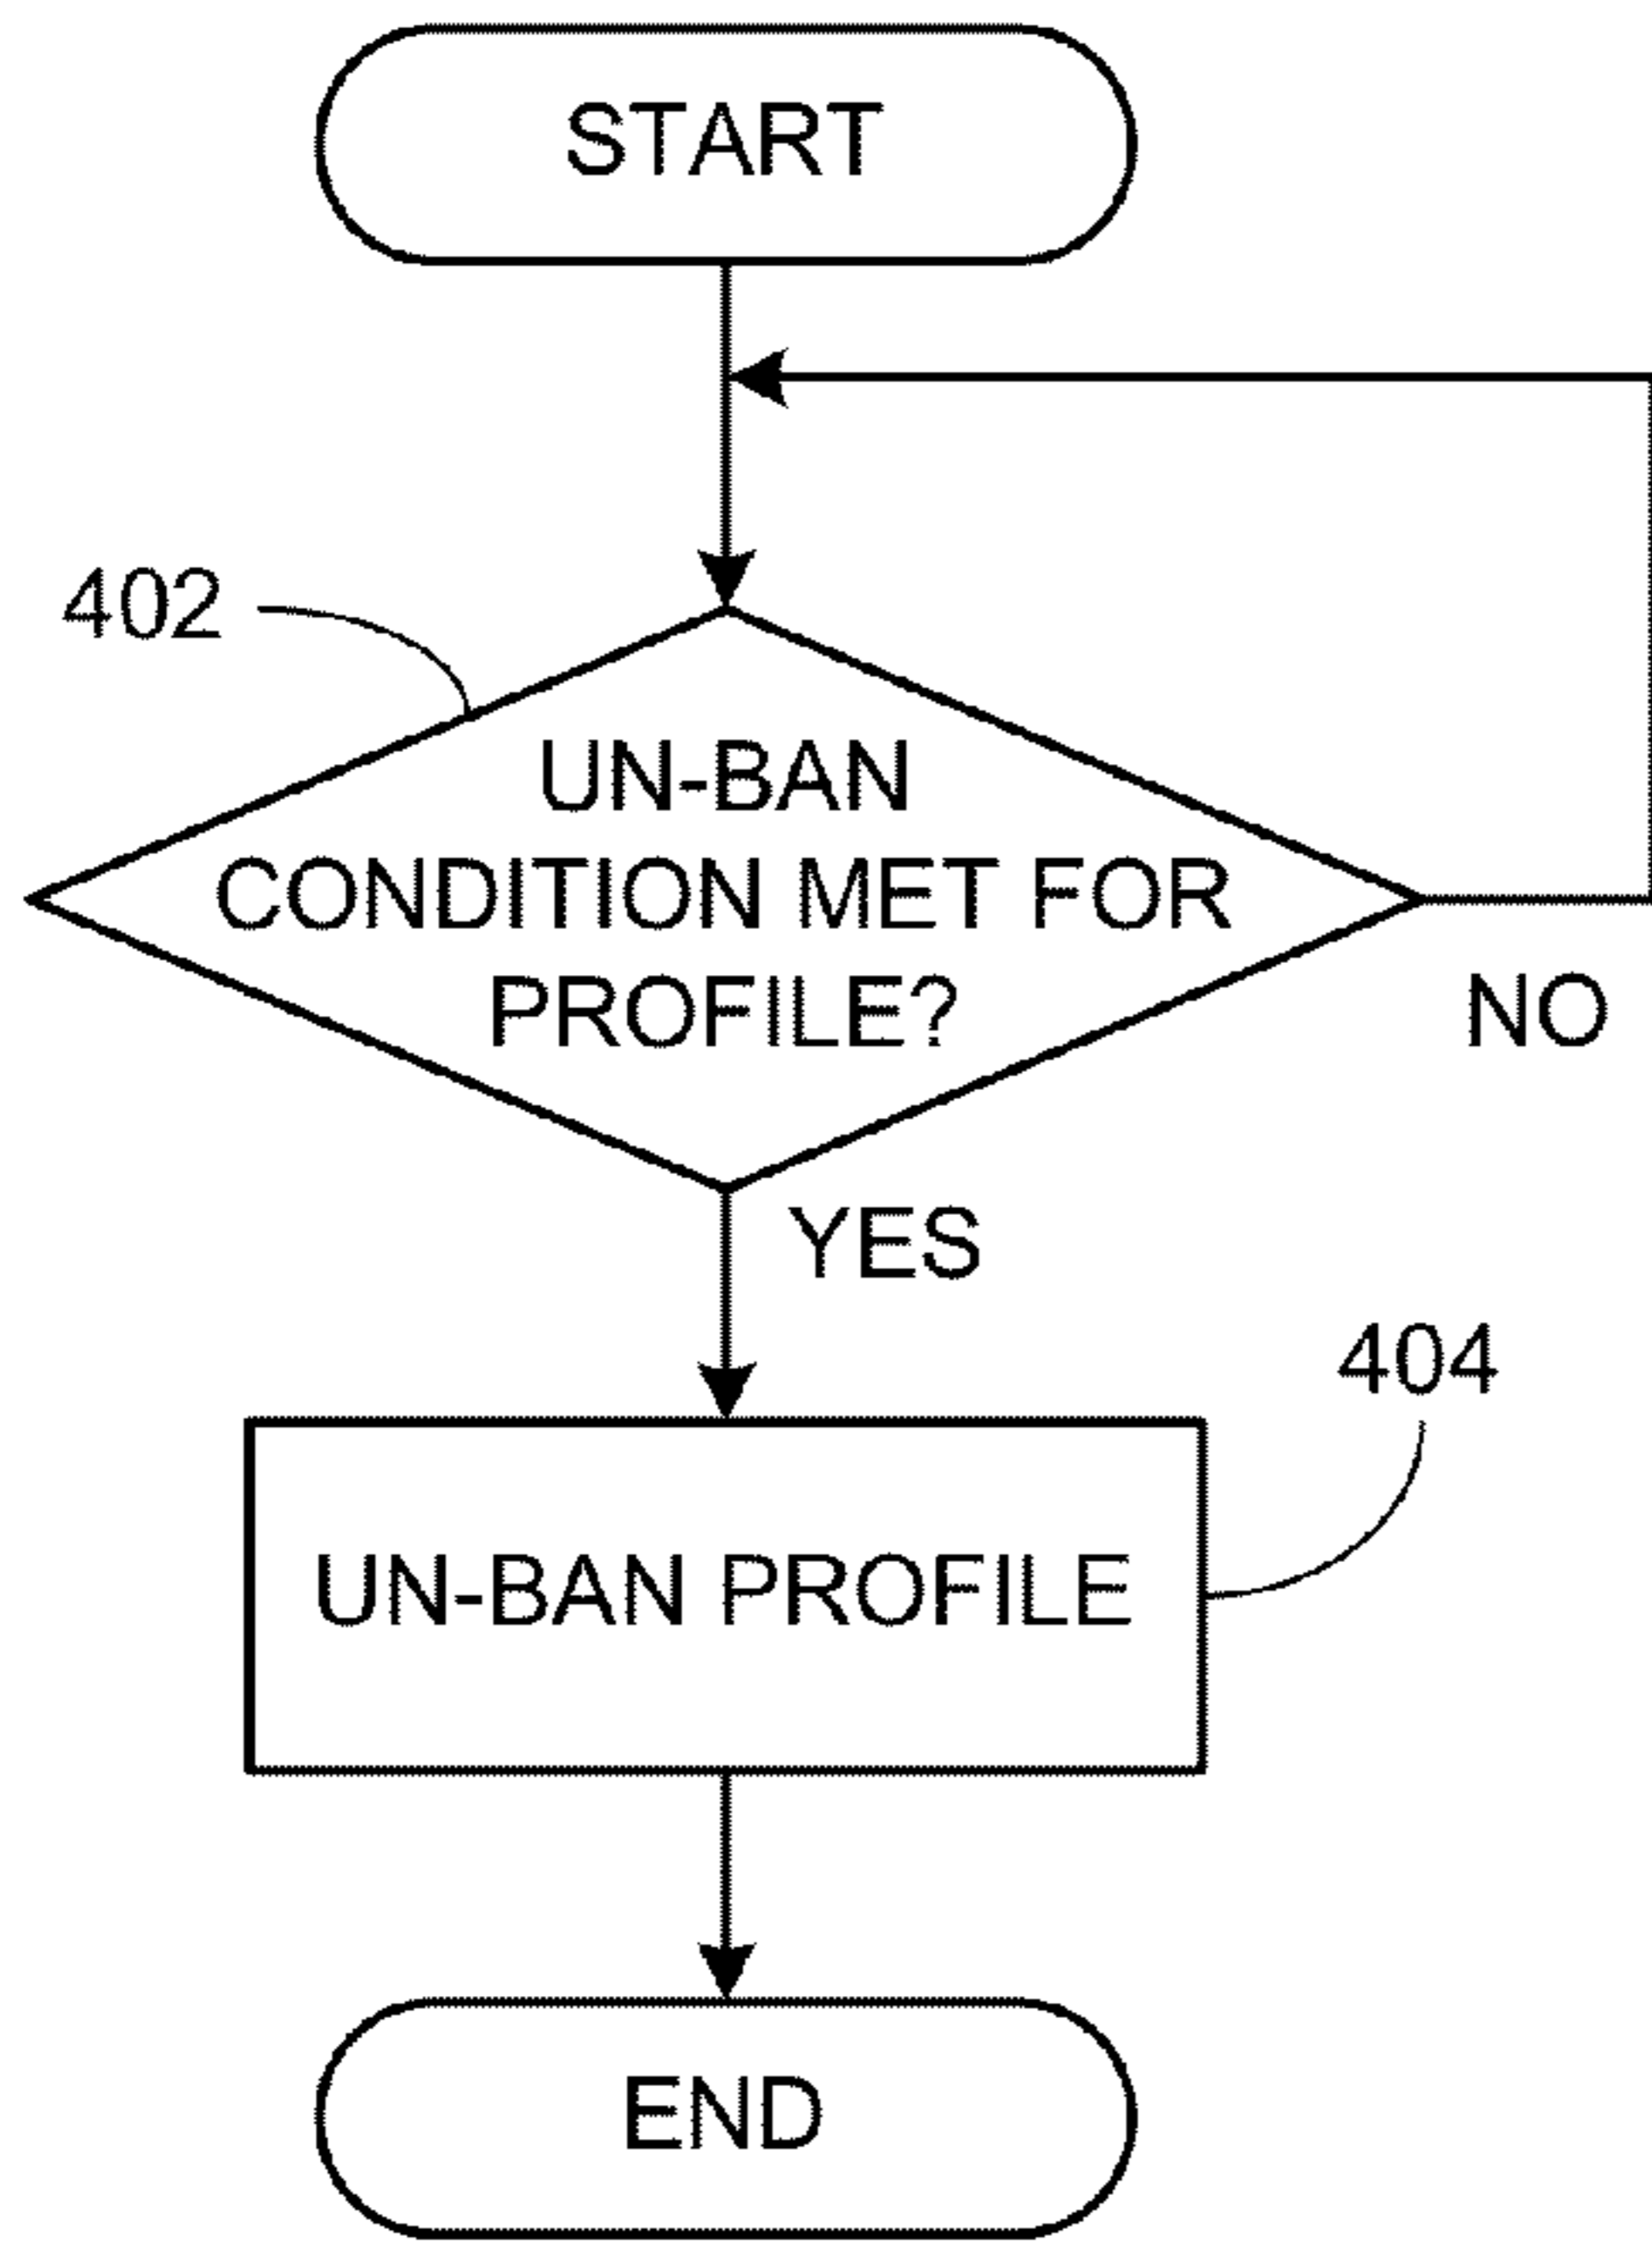 START
402
UN-BAN
CONDITION MET FOR
PROFILE?
NO
YES
404
UN-BAN PROFILE
END